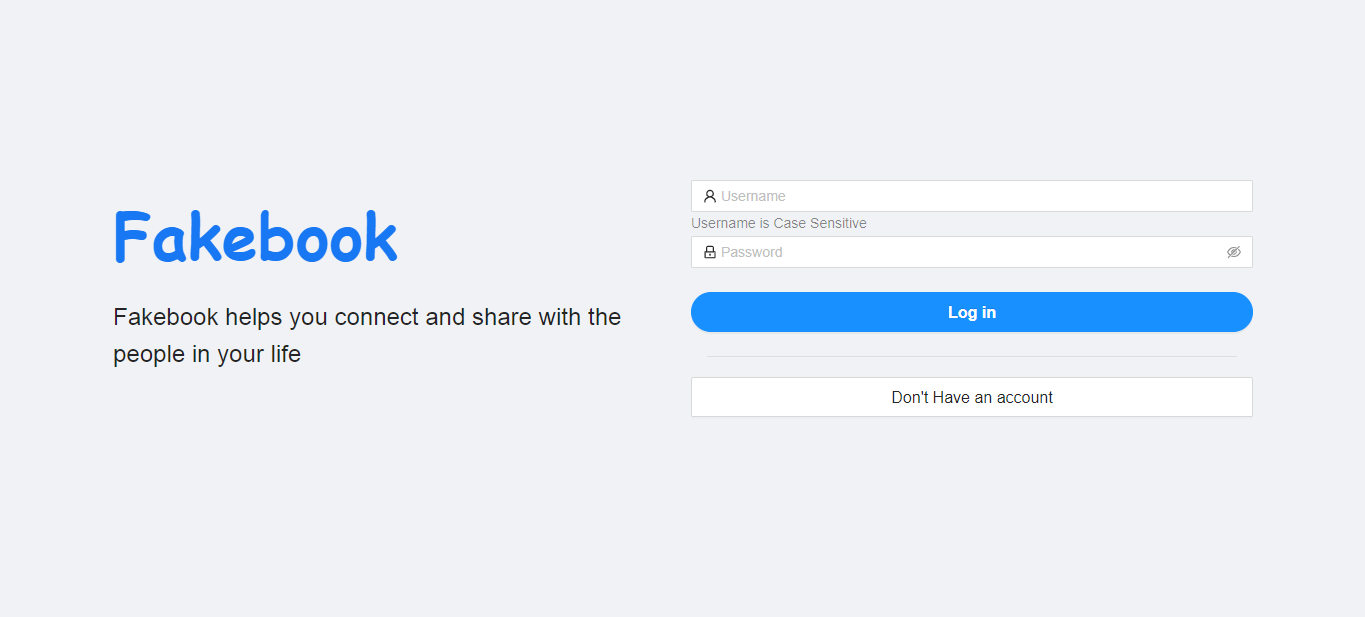 Fakebook
Fakebook helps you connect and share with the
people in your life
Username
Username is Case Sensitive
Password
Log in
Don't Have an account